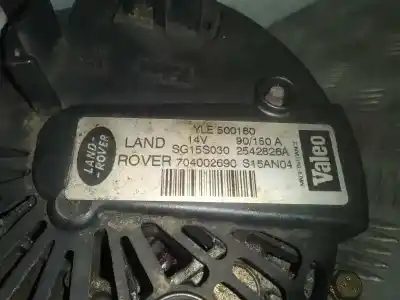 YLE 500160
LAND 14V 90/150 A
SG15S030 2542826A
ROVER 704002690 S15AN04
LAND-
ROVER
Valeo